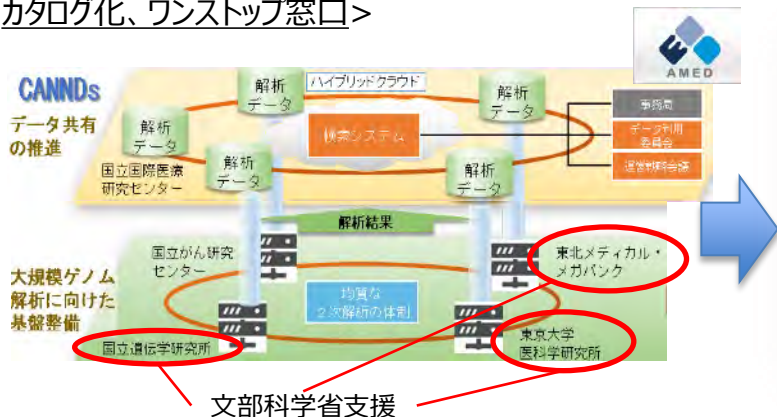 カタログ化、ワンストップ窓口>
AMED
CANNDs
データ共有
の推進
ハイブリッドクラウド
解析
データ
解析
データ
解析
データ
解析
データ
解析
データ
検索システム
事務局
データ利用
委員会
運営戦略会議
国立国際医療
研究センター
解析結果
大規模ゲノム
解析に向けた
基盤整備
国立がん研究
センター
東北メディカル・
メガバンク
均質な
2次解析の体制
国立遺伝学研究所
東京大学
医科学研究所
文部科学省支援